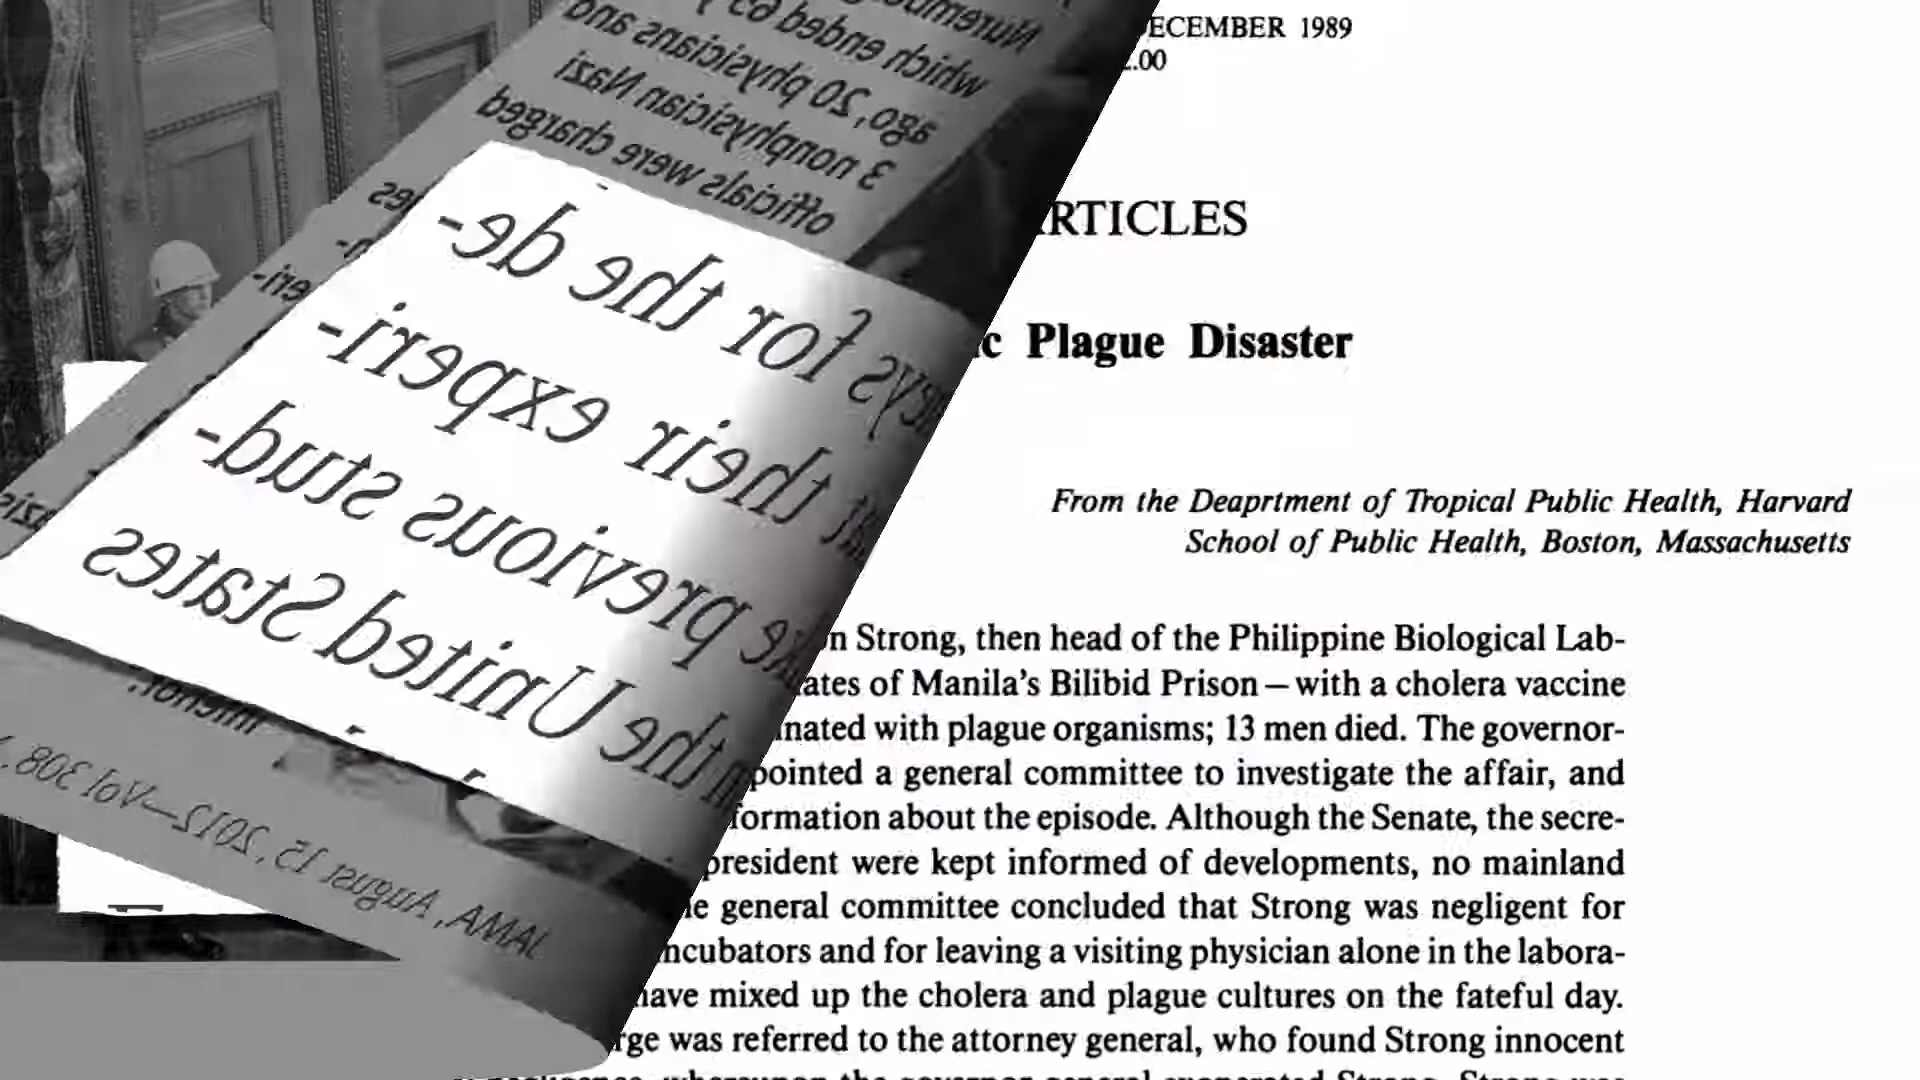 Nuremb
which ended 65 y
ago, 20 physicians and
3 nonphysician Nazi
officials were charged
for the de-
their experi-
previous stud-
the United States
JAMA, August 15, 2012—Vol 308,
ECEMBER 1989
.00
RTICLES
c Plague Disaster
From the Deaprtment of Tropical Public Health, Harvard
School of Public Health, Boston, Massachusetts
n Strong, then head of the Philippine Biological Lab-
ates of Manila's Bilibid Prison – with a cholera vaccine
nated with plague organisms; 13 men died. The governor-
pointed a general committee to investigate the affair, and
formation about the episode. Although the Senate, the secre-
president were kept informed of developments, no mainland
e general committee concluded that Strong was negligent for
ncubators and for leaving a visiting physician alone in the labora-
have mixed up the cholera and plague cultures on the fateful day.
rge was referred to the attorney general, who found Strong innocent